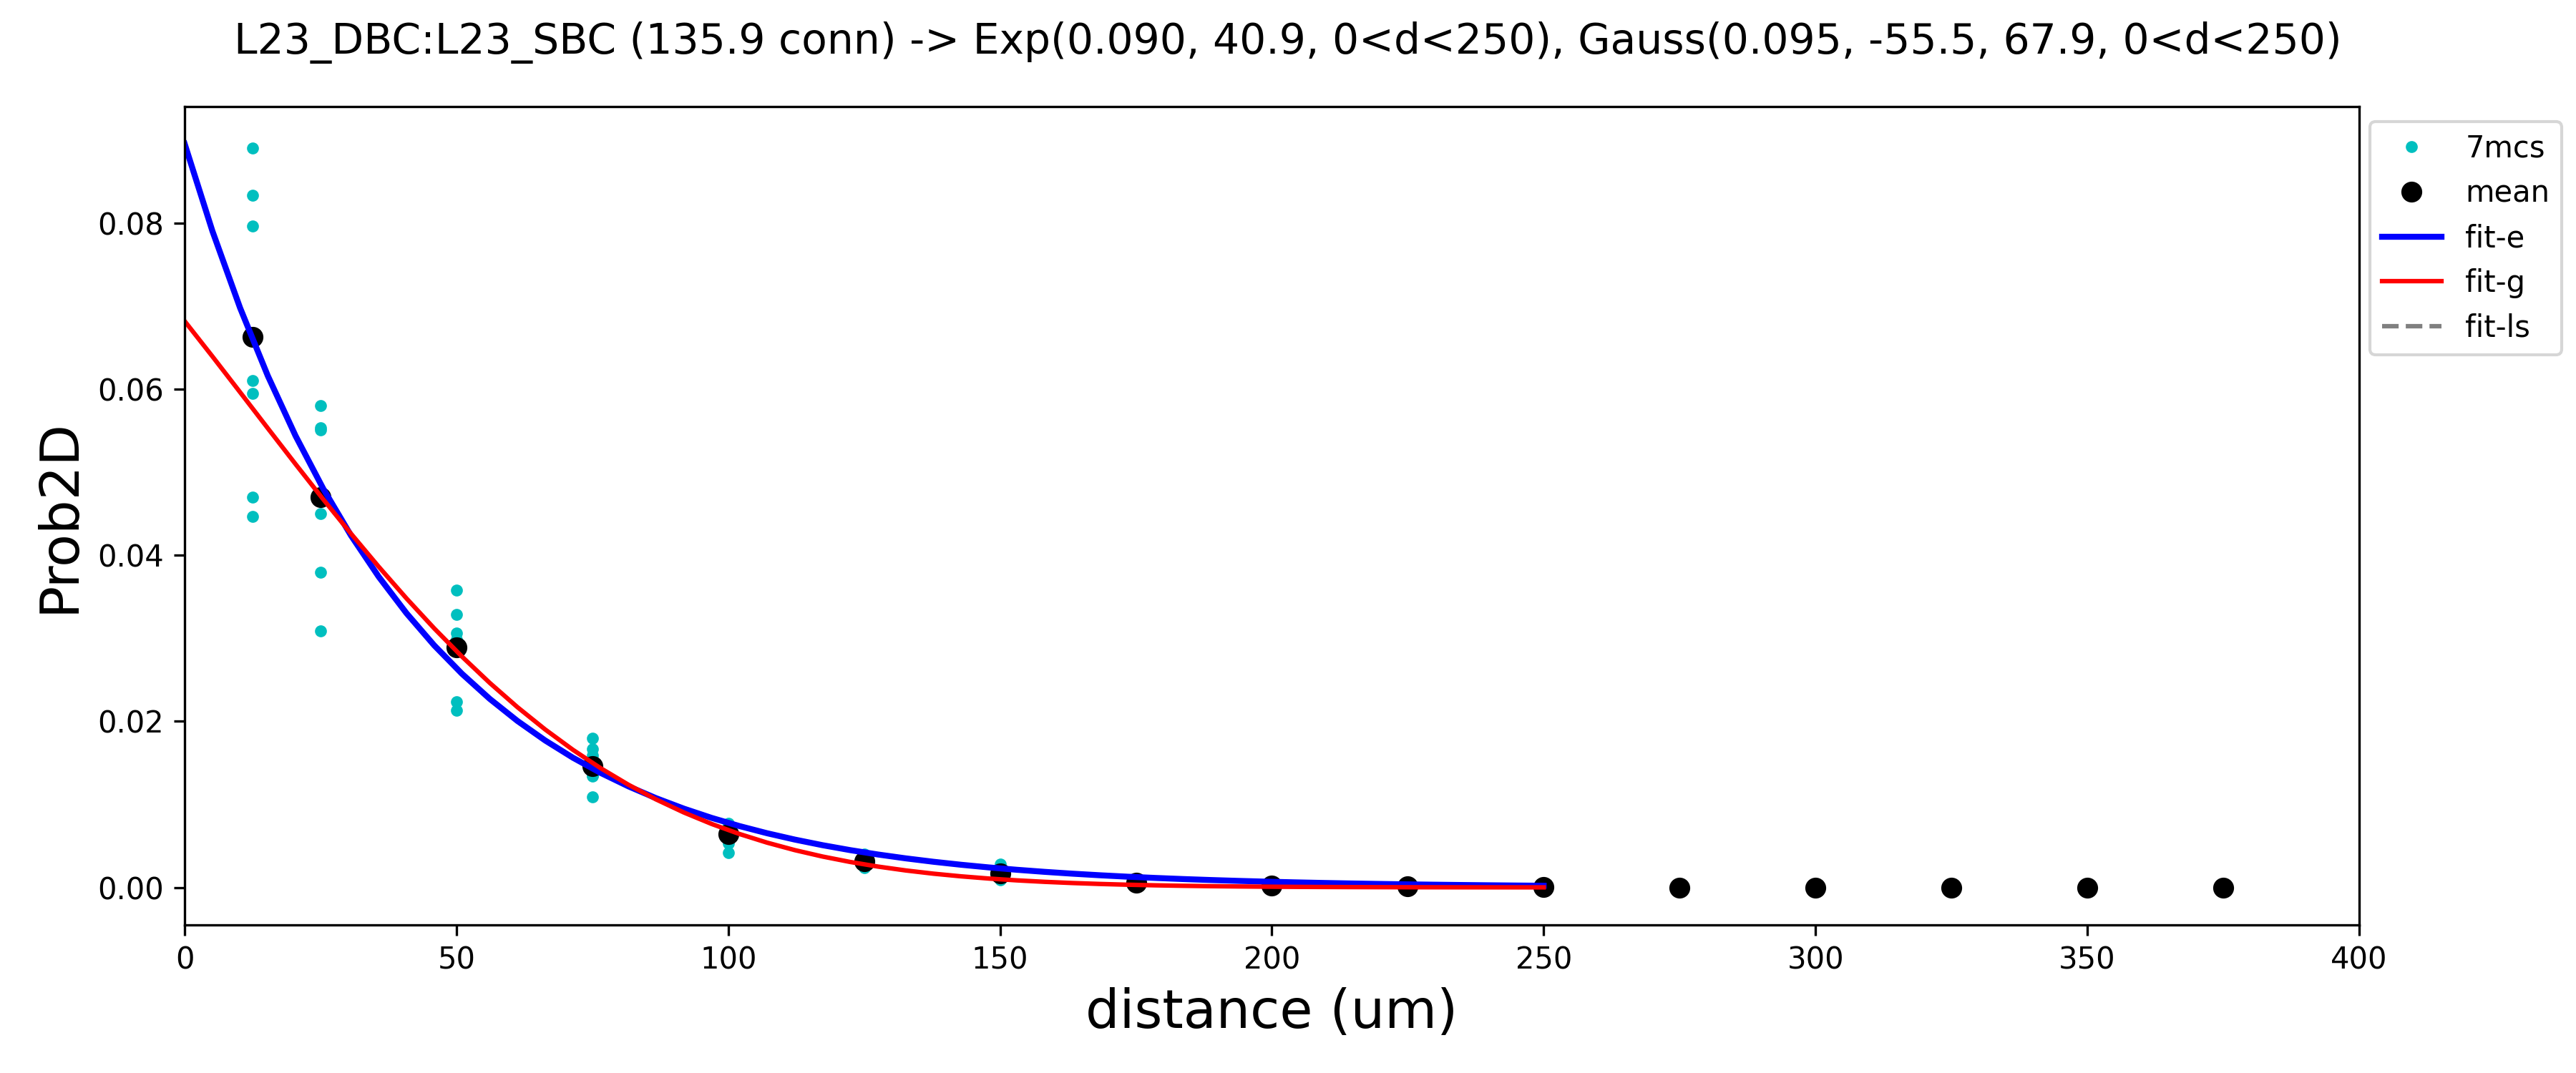 L23_DBC:L23_SBC (135.9 conn) -> Exp(0.090, 40.9, 0<d<250), Gauss(0.095, -55.5, 67.9, 0<d<250)
7mcs
mean
fit-e
fit-g
fit-ls
Prob2D
0.08
0.06
0.04
0.02
0.00
0 50 100 150 200 250 300 350 400
distance (um)